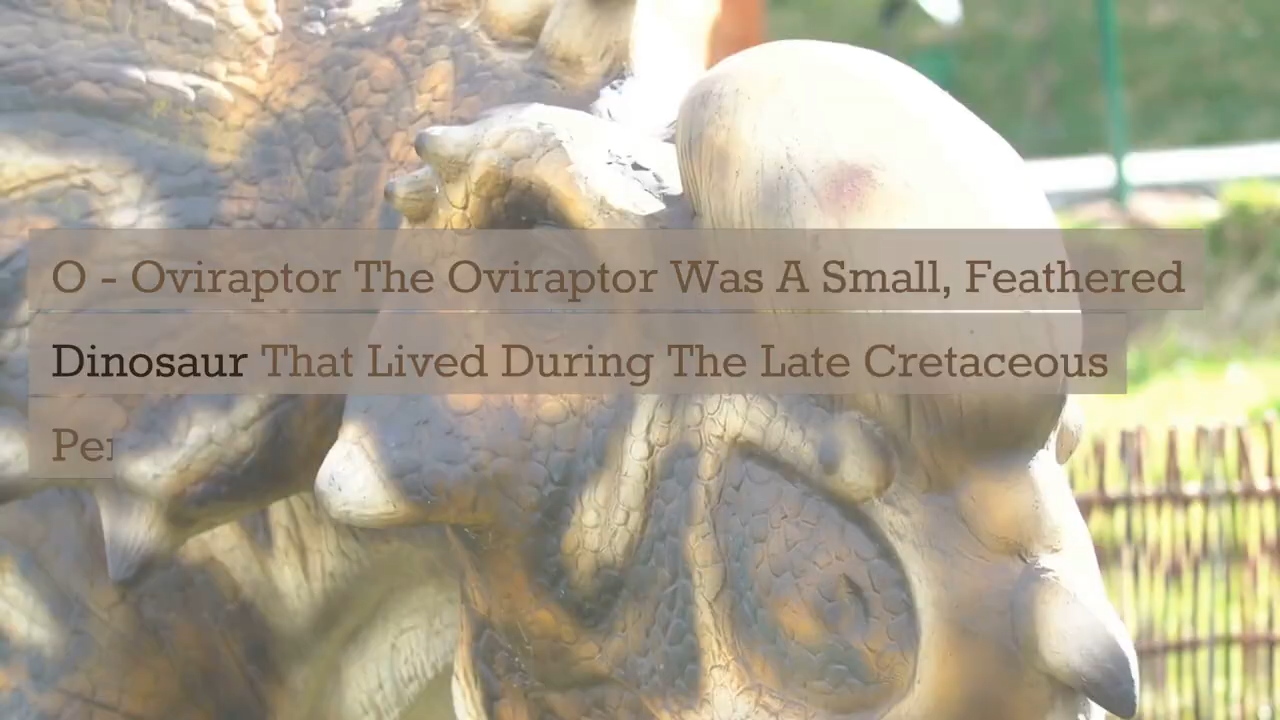 O - Oviraptor The Oviraptor Was A Small, Feathered
Dinosaur That Lived During The Late Cretaceous